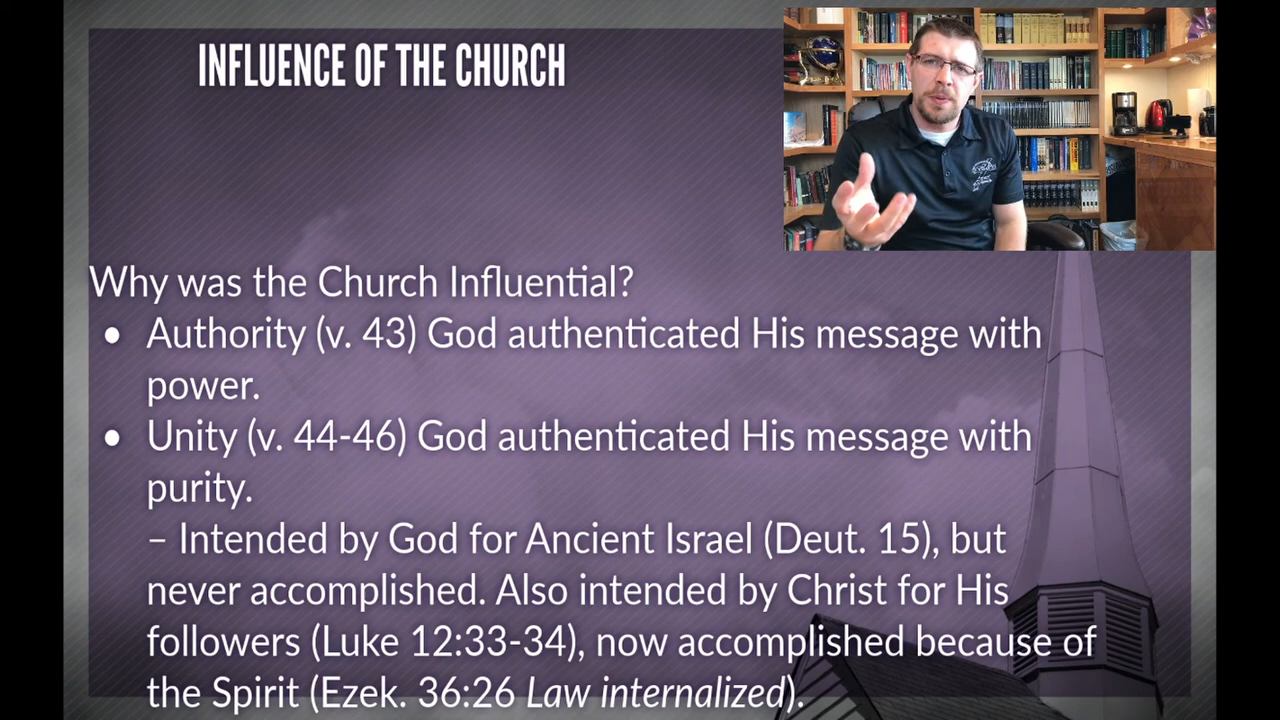 INFLUENCE OF THE CHURCH
Why was the Church Influential?
• Authority (v. 43) God authenticated His message with
power.
• Unity (v. 44-46) God authenticated His message with
purity.
– Intended by God for Ancient Israel (Deut. 15), but
never accomplished. Also intended by Christ for His
followers (Luke 12:33-34), now accomplished because of
the Spirit (Ezek. 36:26 Law internalized).